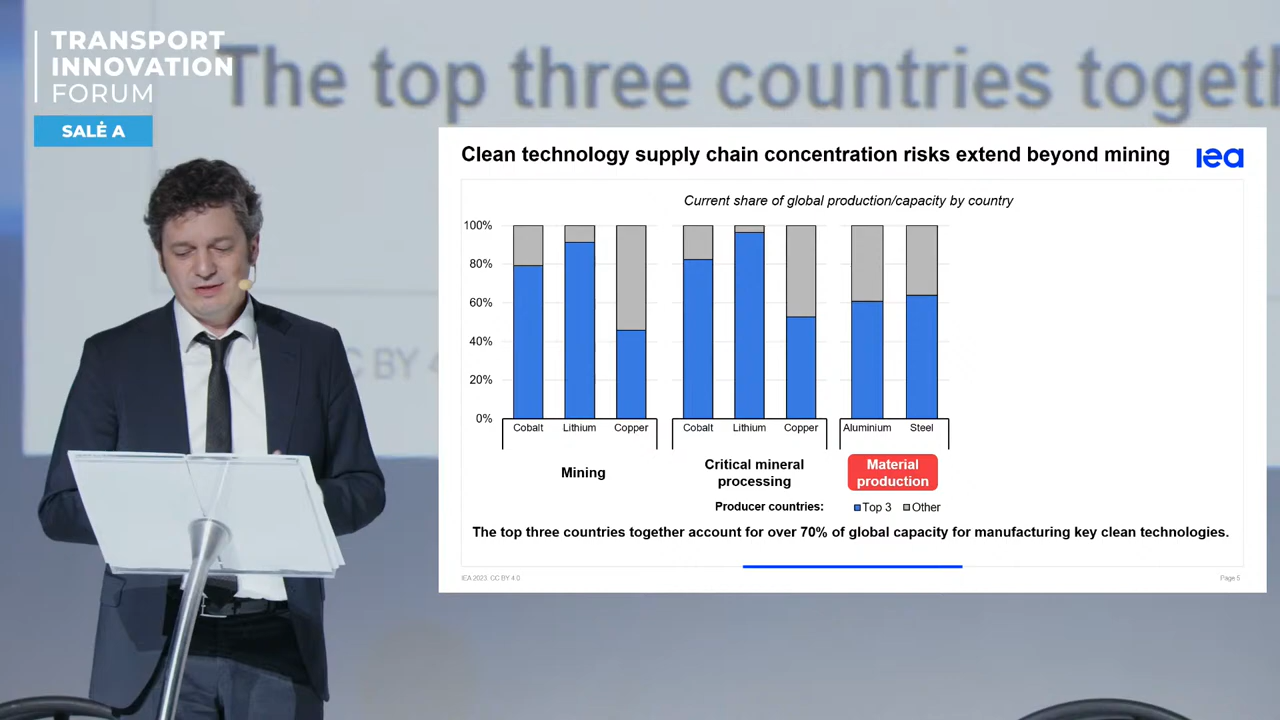 TRANSPORT
INNOVATION
FORUM
SALĖ A
The top three countries togeth
CC BY 4
Clean technology supply chain concentration risks extend beyond mining
iea
Current share of global production/capacity by country
100%
80%
60%
40%
20%
0%
Cobalt Lithium Copper Cobalt Lithium Copper Aluminium Steel
Mining
Critical mineral
processing
Material
production
Producer countries: Top 3 Other
The top three countries together account for over 70% of global capacity for manufacturing key clean technologies.
IEA 2023. CC BY 4.0
Page 5